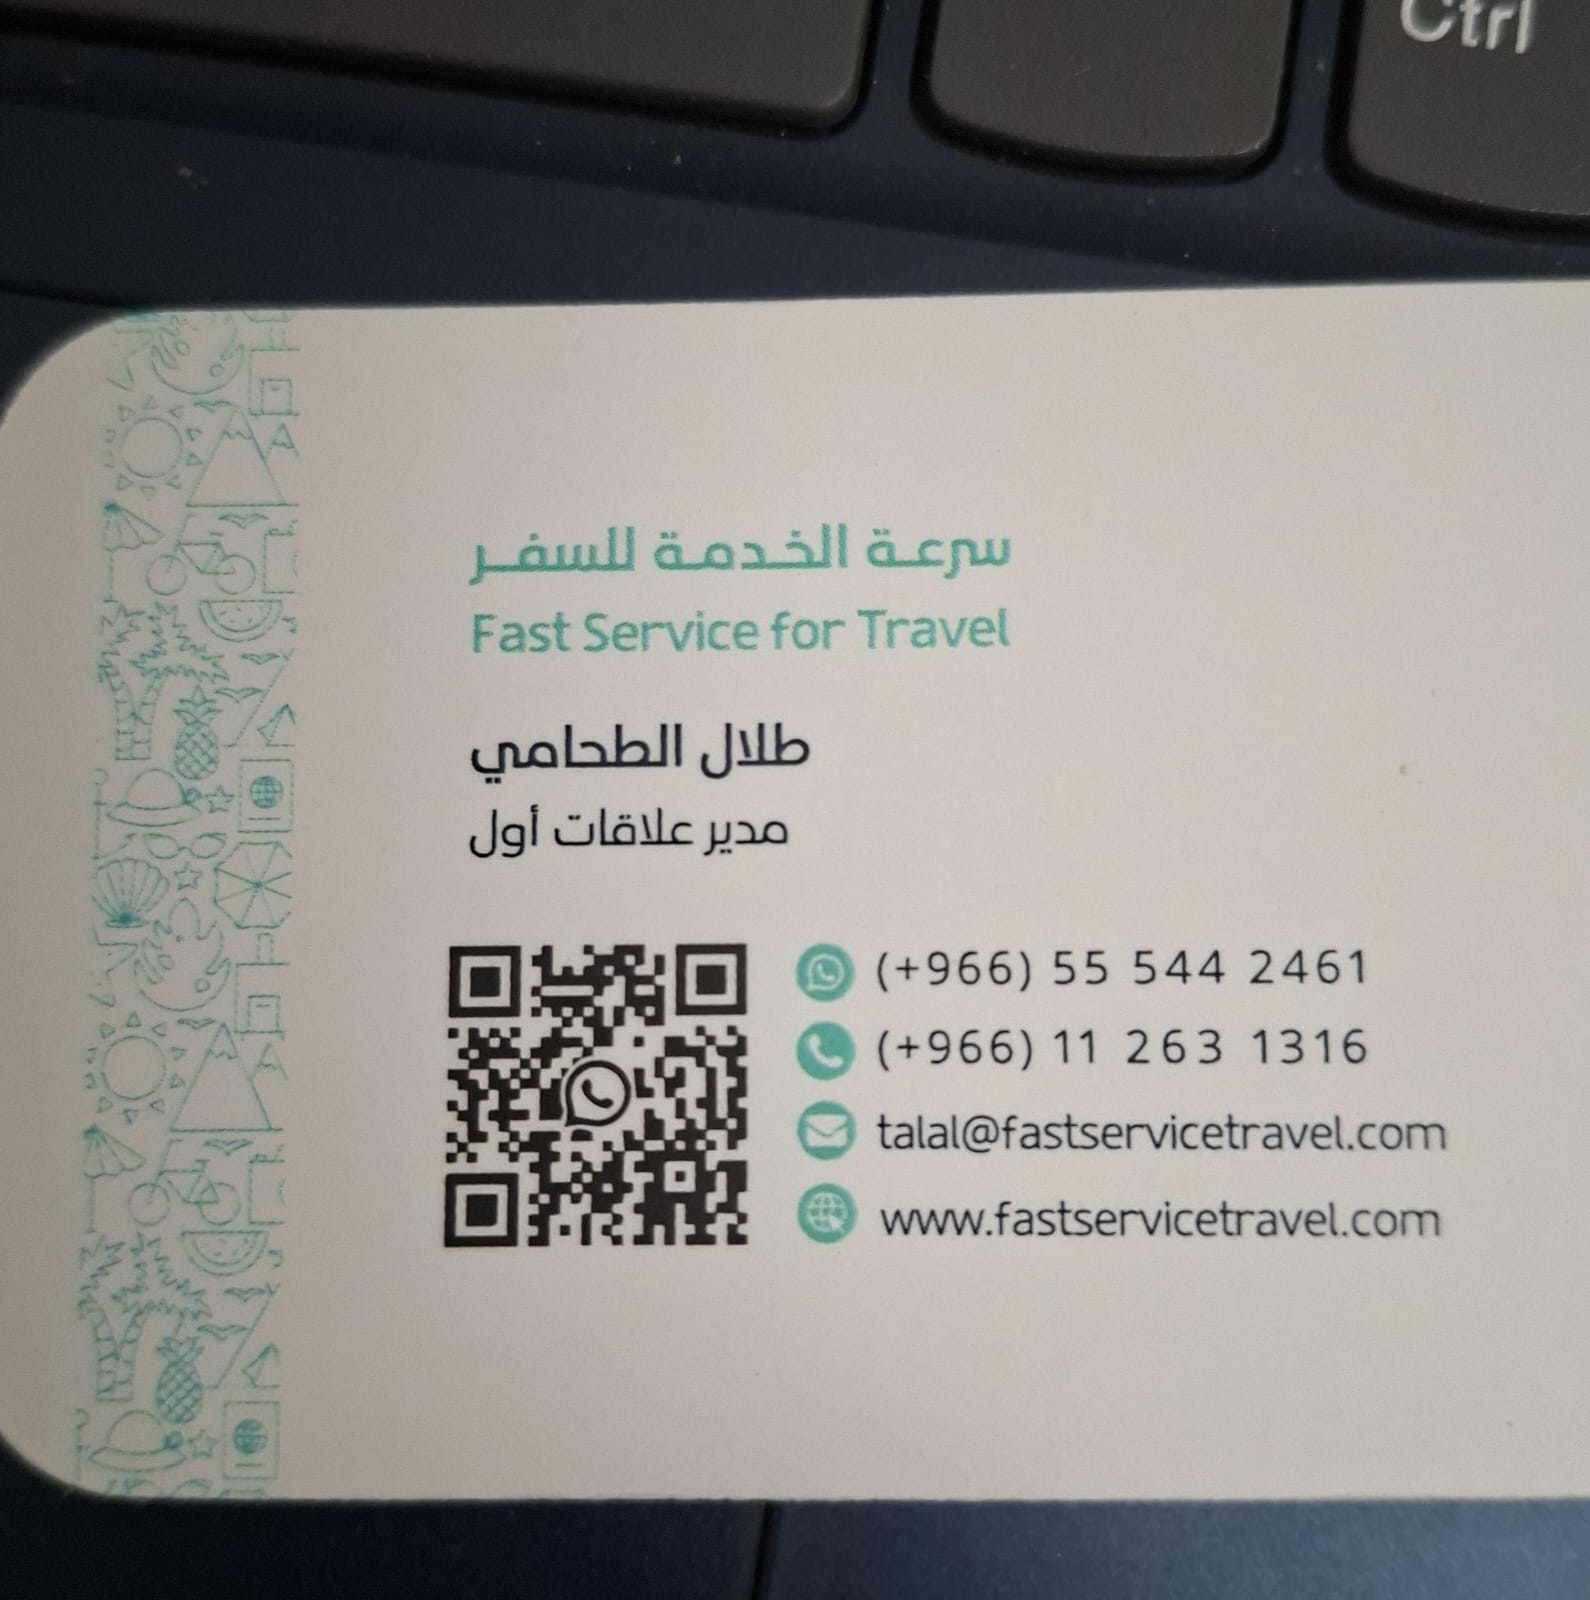 Ctrl
سرعة الخدمة للسفر
Fast Service for Travel
طلال الطحامي
مدير علاقات أول
(+966) 55 544 2461
(+966) 11 263 1316
talal@fastservicetravel.com
www.fastservicetravel.com